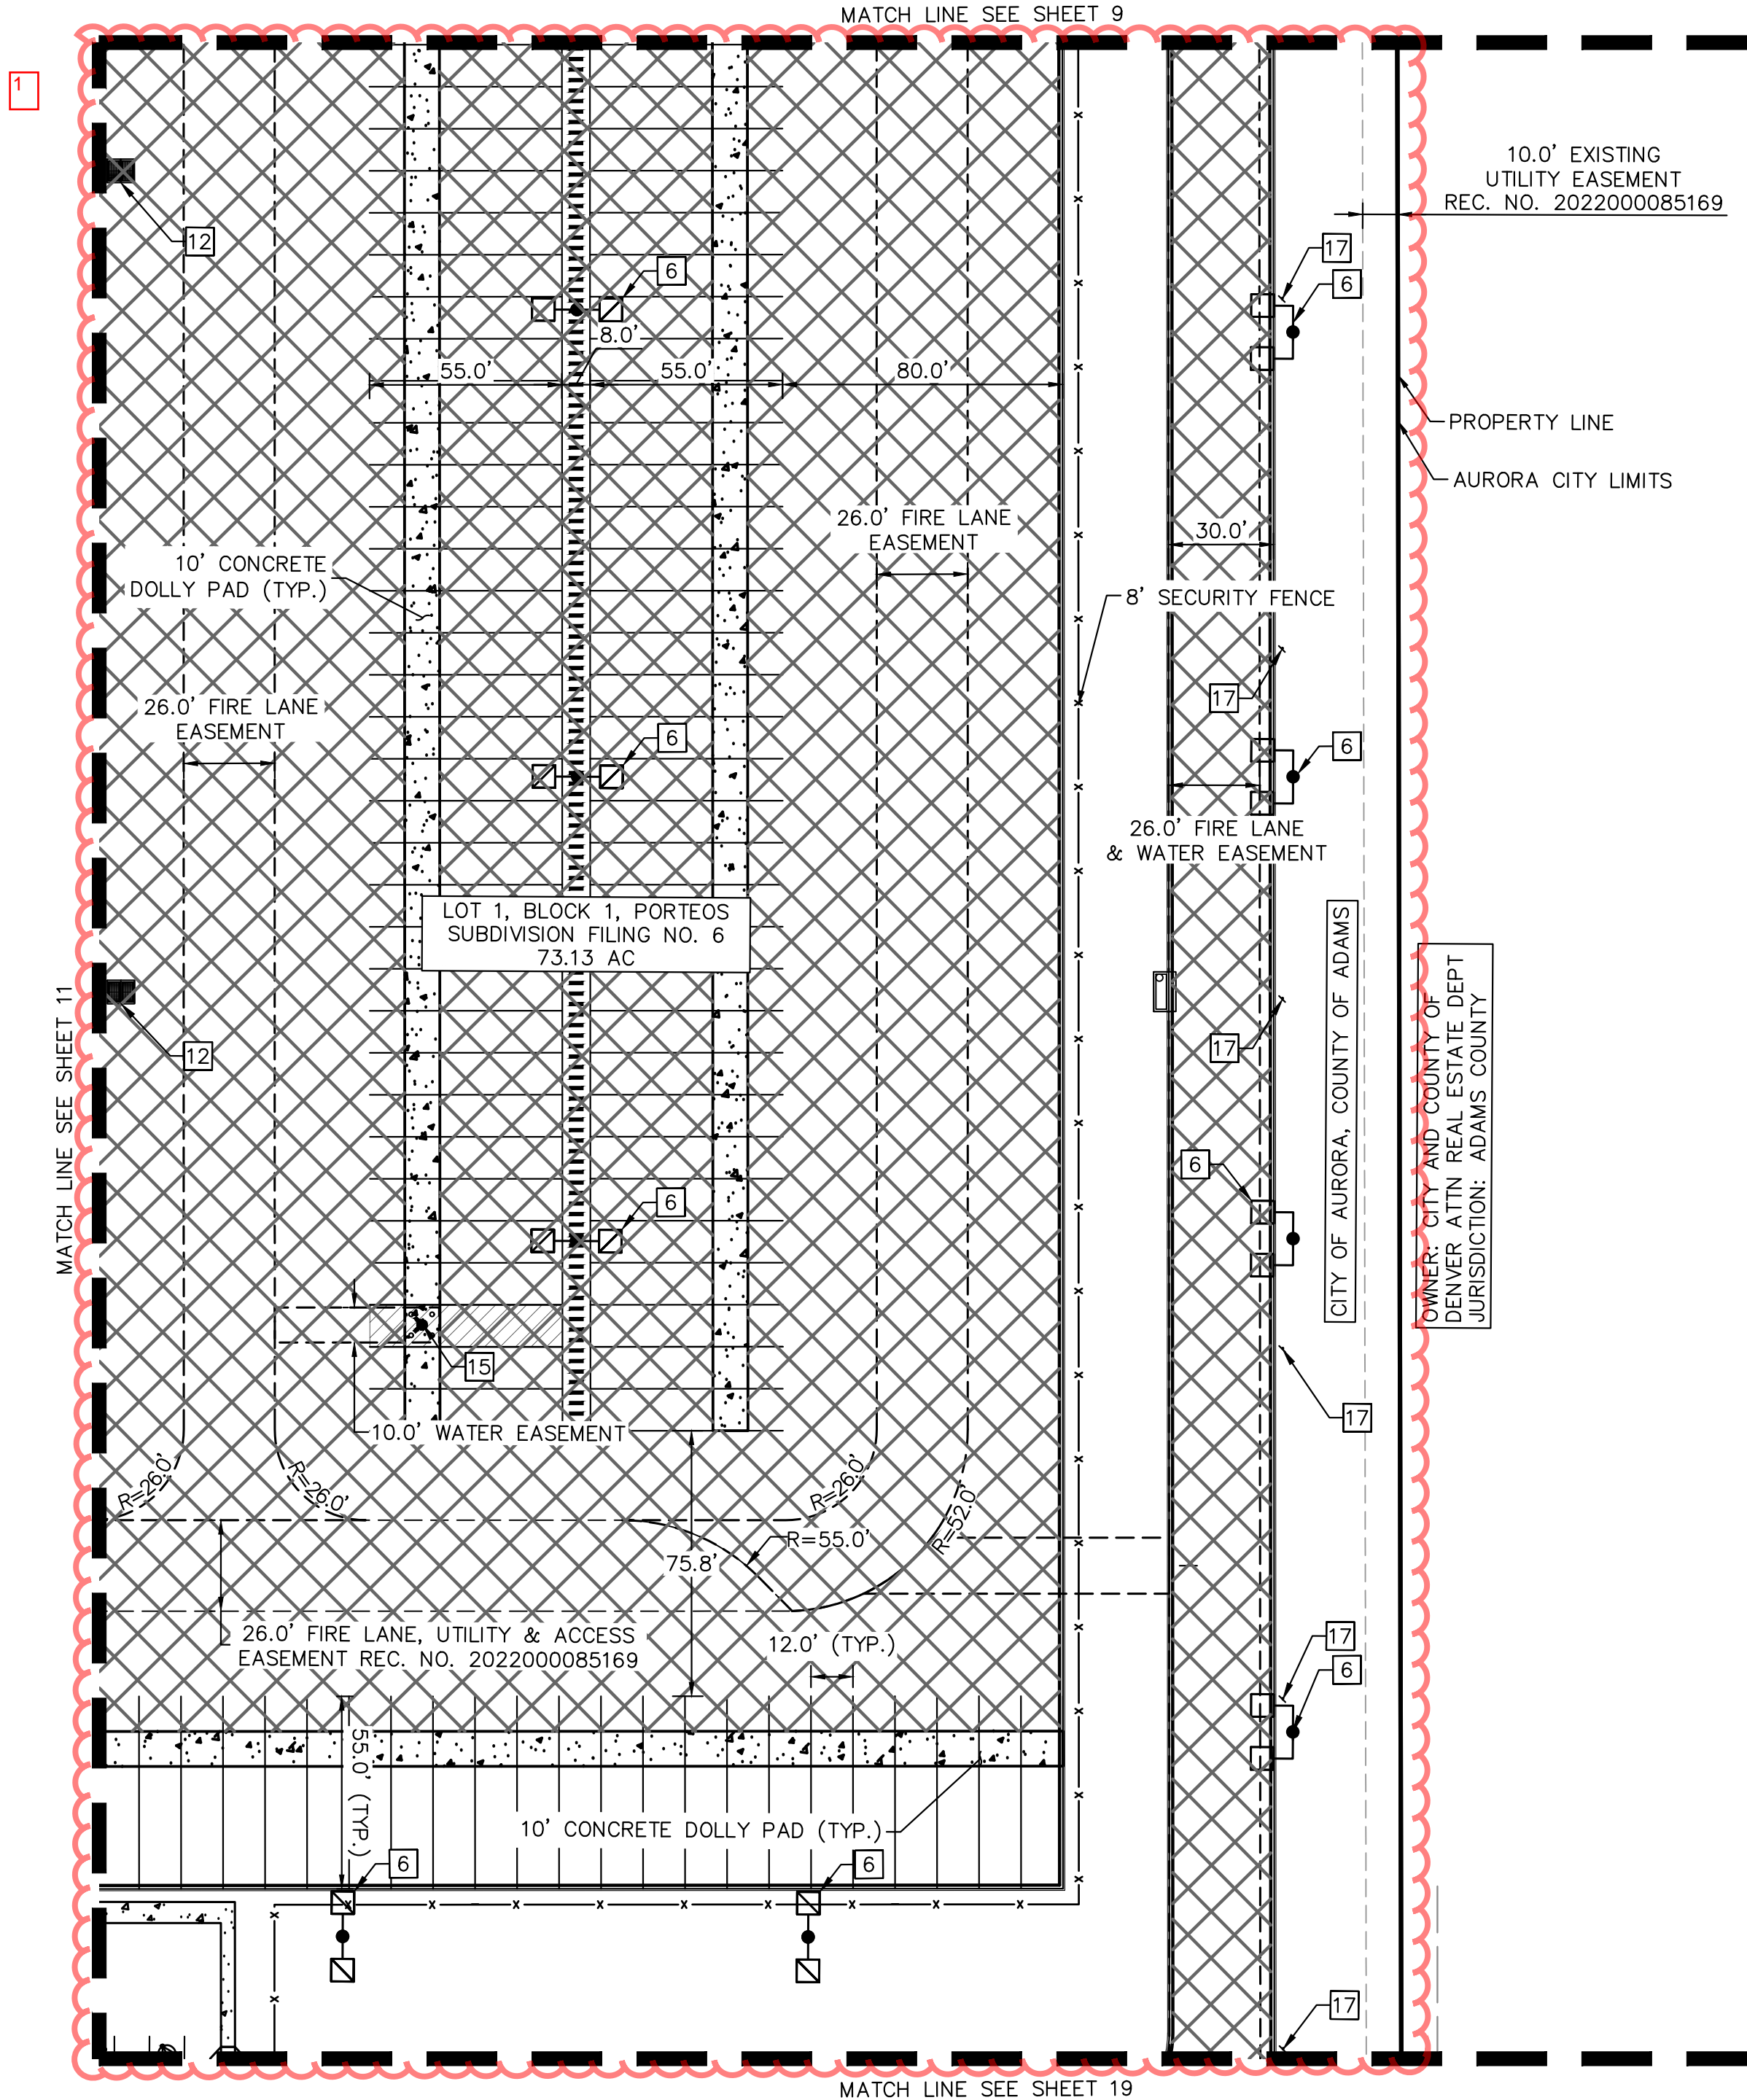 MATCH LINE SEE SHEET 9
1
10.0' EXISTING
UTILITY EASEMENT
REC. NO. 2022000085169
12
17
6
6
8.0'
55.0'
55.0'
80.0'
PROPERTY LINE
AURORA CITY LIMITS
26.0' FIRE LANE
EASEMENT
30.0'
10' CONCRETE
DOLLY PAD (TYP.)
8' SECURITY FENCE
17
26.0' FIRE LANE
EASEMENT
6
6
26.0' FIRE LANE
& WATER EASEMENT
LOT 1, BLOCK 1, PORTEOS
SUBDIVISION FILING NO. 6
73.13 AC
CITY OF AURORA, COUNTY OF ADAMS
OWNER: CITY AND COUNTY OF
DENVER ATTN REAL ESTATE DEPT
JURISDICTION: ADAMS COUNTY
MATCH LINE SEE SHEET 11
12
17
6
6
15
17
10.0' WATER EASEMENT
R=26.0'
R=26.0'
R=26.0'
R=52.0'
R=55.0'
75.8'
26.0' FIRE LANE, UTILITY & ACCESS
EASEMENT REC. NO. 2022000085169
12.0' (TYP.)
17
6
55.0' (TYP.)
10' CONCRETE DOLLY PAD (TYP.)
6
6
17
MATCH LINE SEE SHEET 19